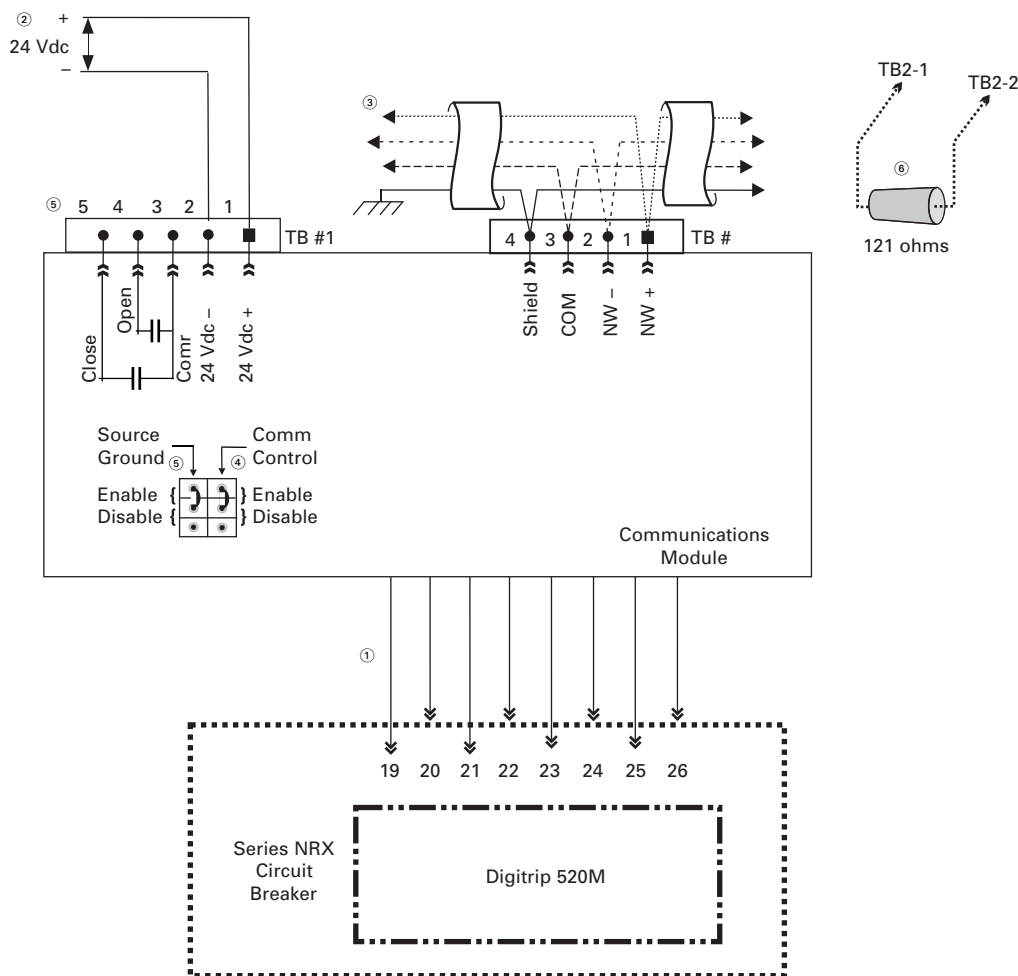 ② +
24 Vdc
–
③
TB2-1
TB2-2
⑥
121 ohms
⑤ 5 4 3 2 1
TB #1
4 3 2 1
TB #
Close
Open
Comr
24 Vdc –
24 Vdc +
Shield
COM
NW –
NW +
Source
Ground ⑤
④ Comm
Control
Enable { } Enable
Disable { } Disable
Communications
Module
①
19 20 21 22 23 24 25 26
Series NRX
Circuit
Breaker
Digitrip 520M